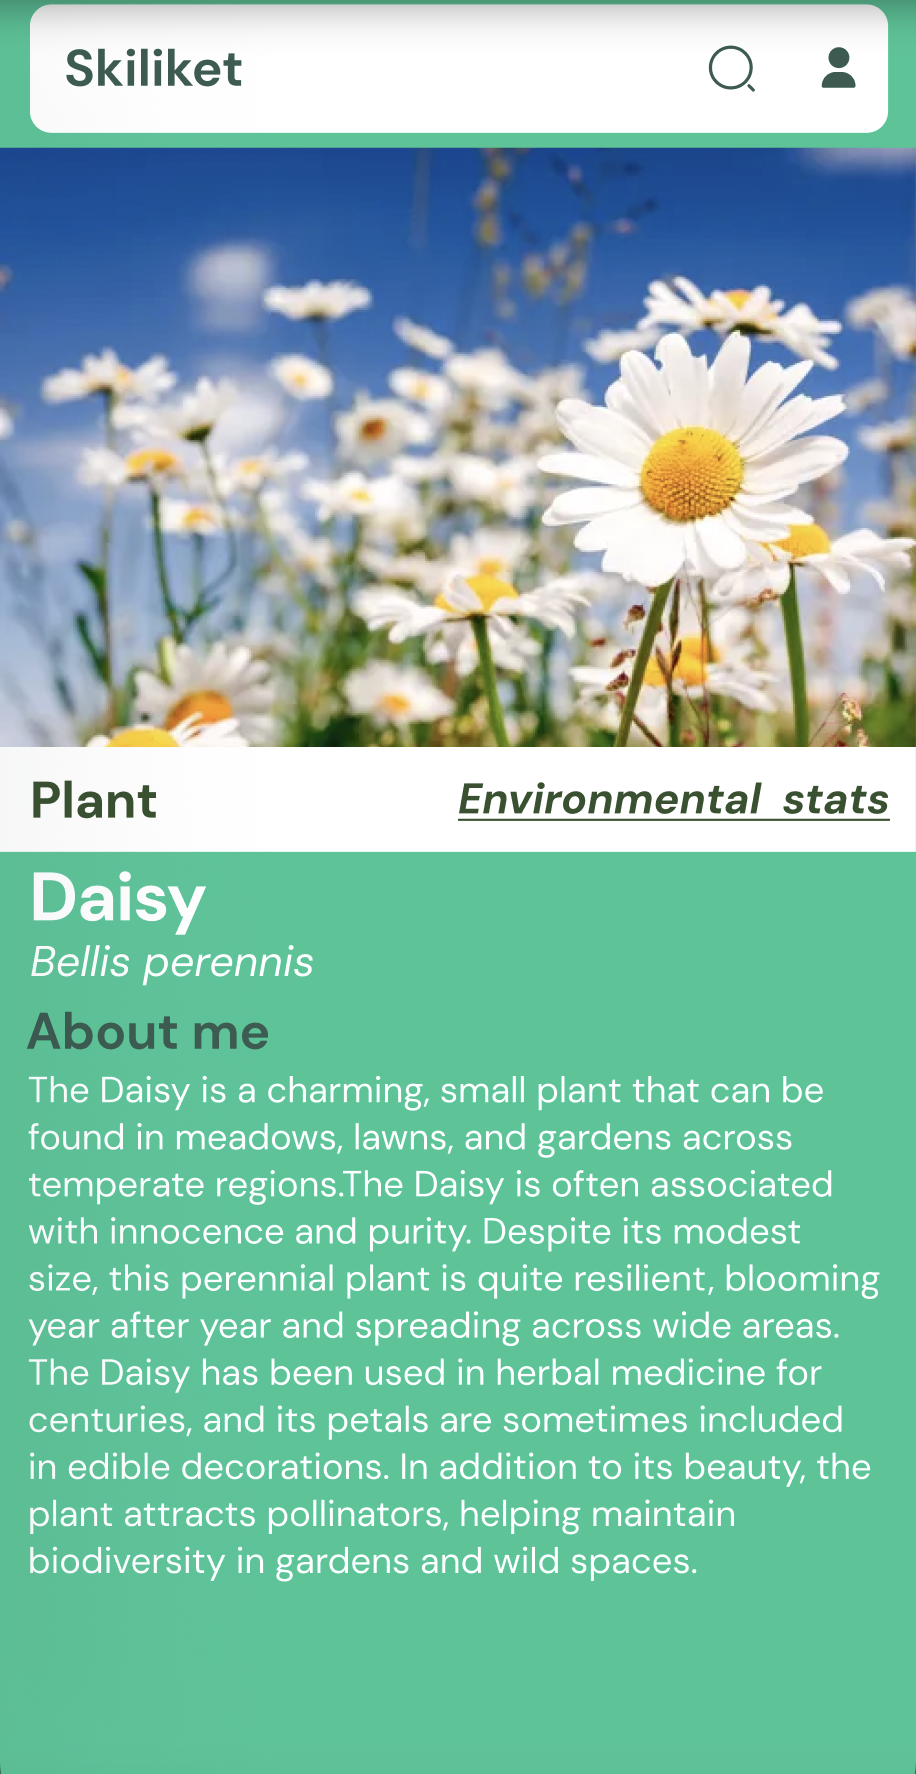 Skiliket
Plant
Environmental stats
Daisy
Bellis perennis
About me
The Daisy is a charming, small plant that can be
found in meadows, lawns, and gardens across
temperate regions.The Daisy is often associated
with innocence and purity. Despite its modest
size, this perennial plant is quite resilient, blooming
year after year and spreading across wide areas.
The Daisy has been used in herbal medicine for
centuries, and its petals are sometimes included
in edible decorations. In addition to its beauty, the
plant attracts pollinators, helping maintain
biodiversity in gardens and wild spaces.